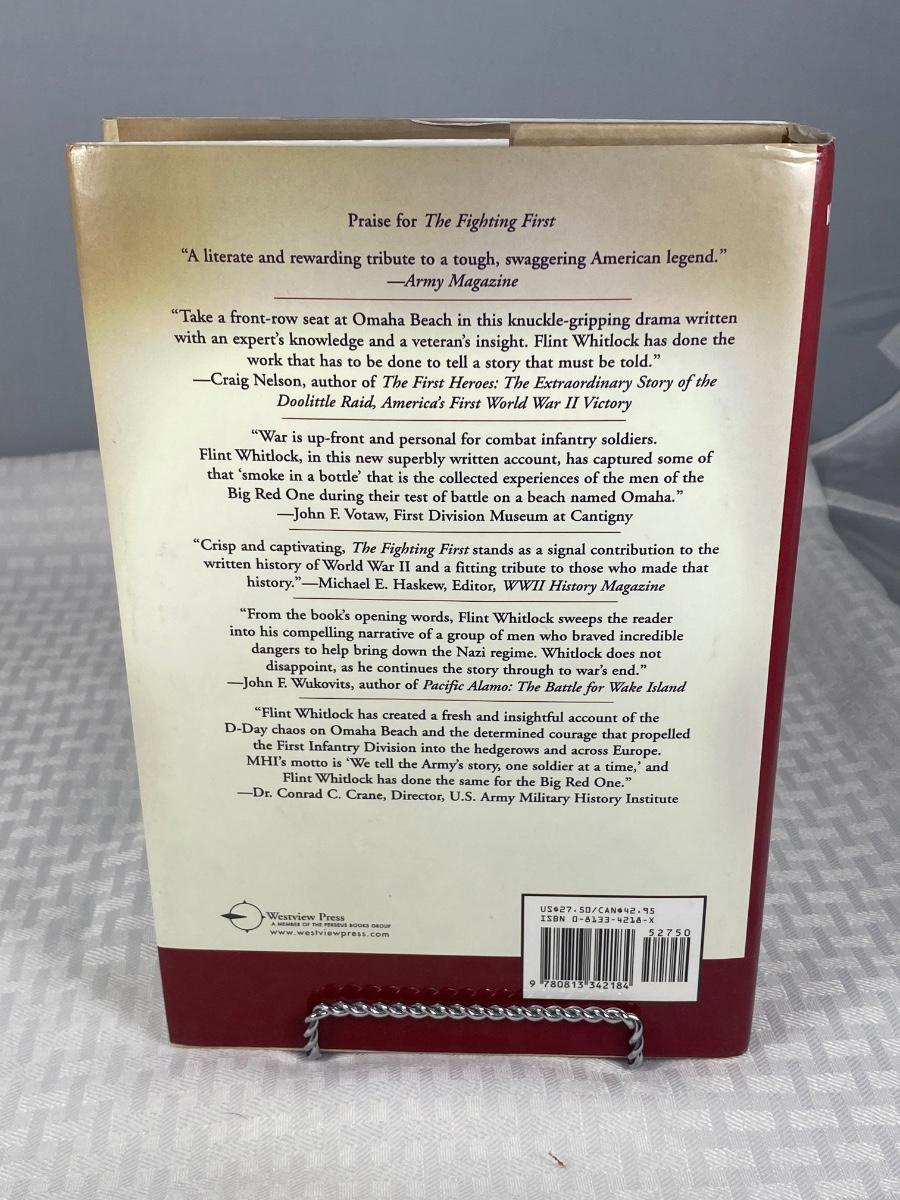 Praise for The Fighting First
“A literate and rewarding tribute to a tough, swaggering American legend.”
—Army Magazine
“Take a front-row seat at Omaha Beach in this knuckle-gripping drama written
with an expert’s knowledge and a veteran’s insight. Flint Whitlock has done the
work that has to be done to tell a story that must be told.”
—Craig Nelson, author of The First Heroes: The Extraordinary Story of the
Doolittle Raid, America’s First World War II Victory
“War is up-front and personal for combat infantry soldiers.
Flint Whitlock, in this new superbly written account, has captured some of
that ‘smoke in a bottle’ that is the collected experiences of the men of the
Big Red One during their test of battle on a beach named Omaha.”
—John F. Votaw, First Division Museum at Cantigny
“Crisp and captivating, The Fighting First stands as a signal contribution to the
written history of World War II and a fitting tribute to those who made that
history.”—Michael E. Haskew, Editor, WWII History Magazine
“From the book’s opening words, Flint Whitlock sweeps the reader
into his compelling narrative of a group of men who braved incredible
dangers to help bring down the Nazi regime. Whitlock does not
disappoint, as he continues the story through to war’s end.”
—John F. Wukovits, author of Pacific Alamo: The Battle for Wake Island
“Flint Whitlock has created a fresh and insightful account of the
D-Day chaos on Omaha Beach and the determined courage that propelled
the First Infantry Division into the hedgerows and across Europe.
MHI’s motto is ‘We tell the Army’s story, one soldier at a time,’ and
Flint Whitlock has done the same for the Big Red One.”
—Dr. Conrad C. Crane, Director, U.S. Army Military History Institute
Westview Press
A MEMBER OF THE PERSEUS BOOKS GROUP
www.westviewpress.com
US$27.50/CAN$42.95
ISBN 0-8133-4218-X
52750
9 780813 342184